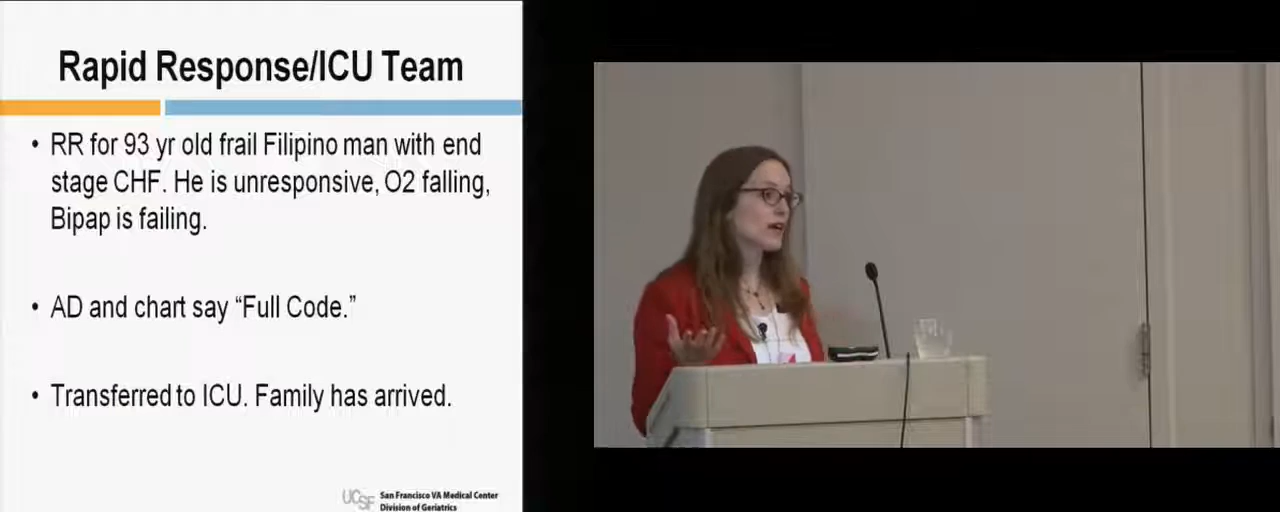 Rapid Response/ICU Team
• RR for 93 yr old frail Filipino man with end
stage CHF. He is unresponsive, O2 falling,
Bipap is failing.
• AD and chart say “Full Code.”
• Transferred to ICU. Family has arrived.
UCSF
San Francisco VA Medical Center
Division of Geriatrics